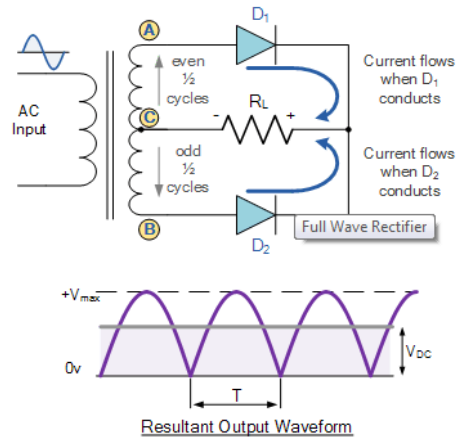 A
D1
even
½
cycles
Current flows
when D1
conducts
AC
Input
C
-
RL
+
odd
½
cycles
Current flows
when D2
conducts
B
D2
Full Wave Rectifier
+Vmax
VDC
0v
T
Resultant Output Waveform